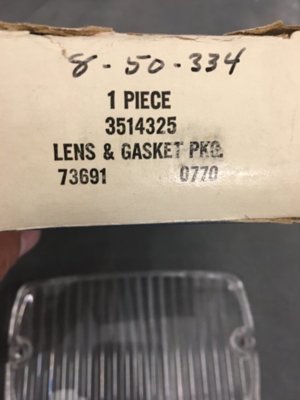 8-50-334
1 PIECE
3514325
LENS & GASKET PKG.
73691 0770